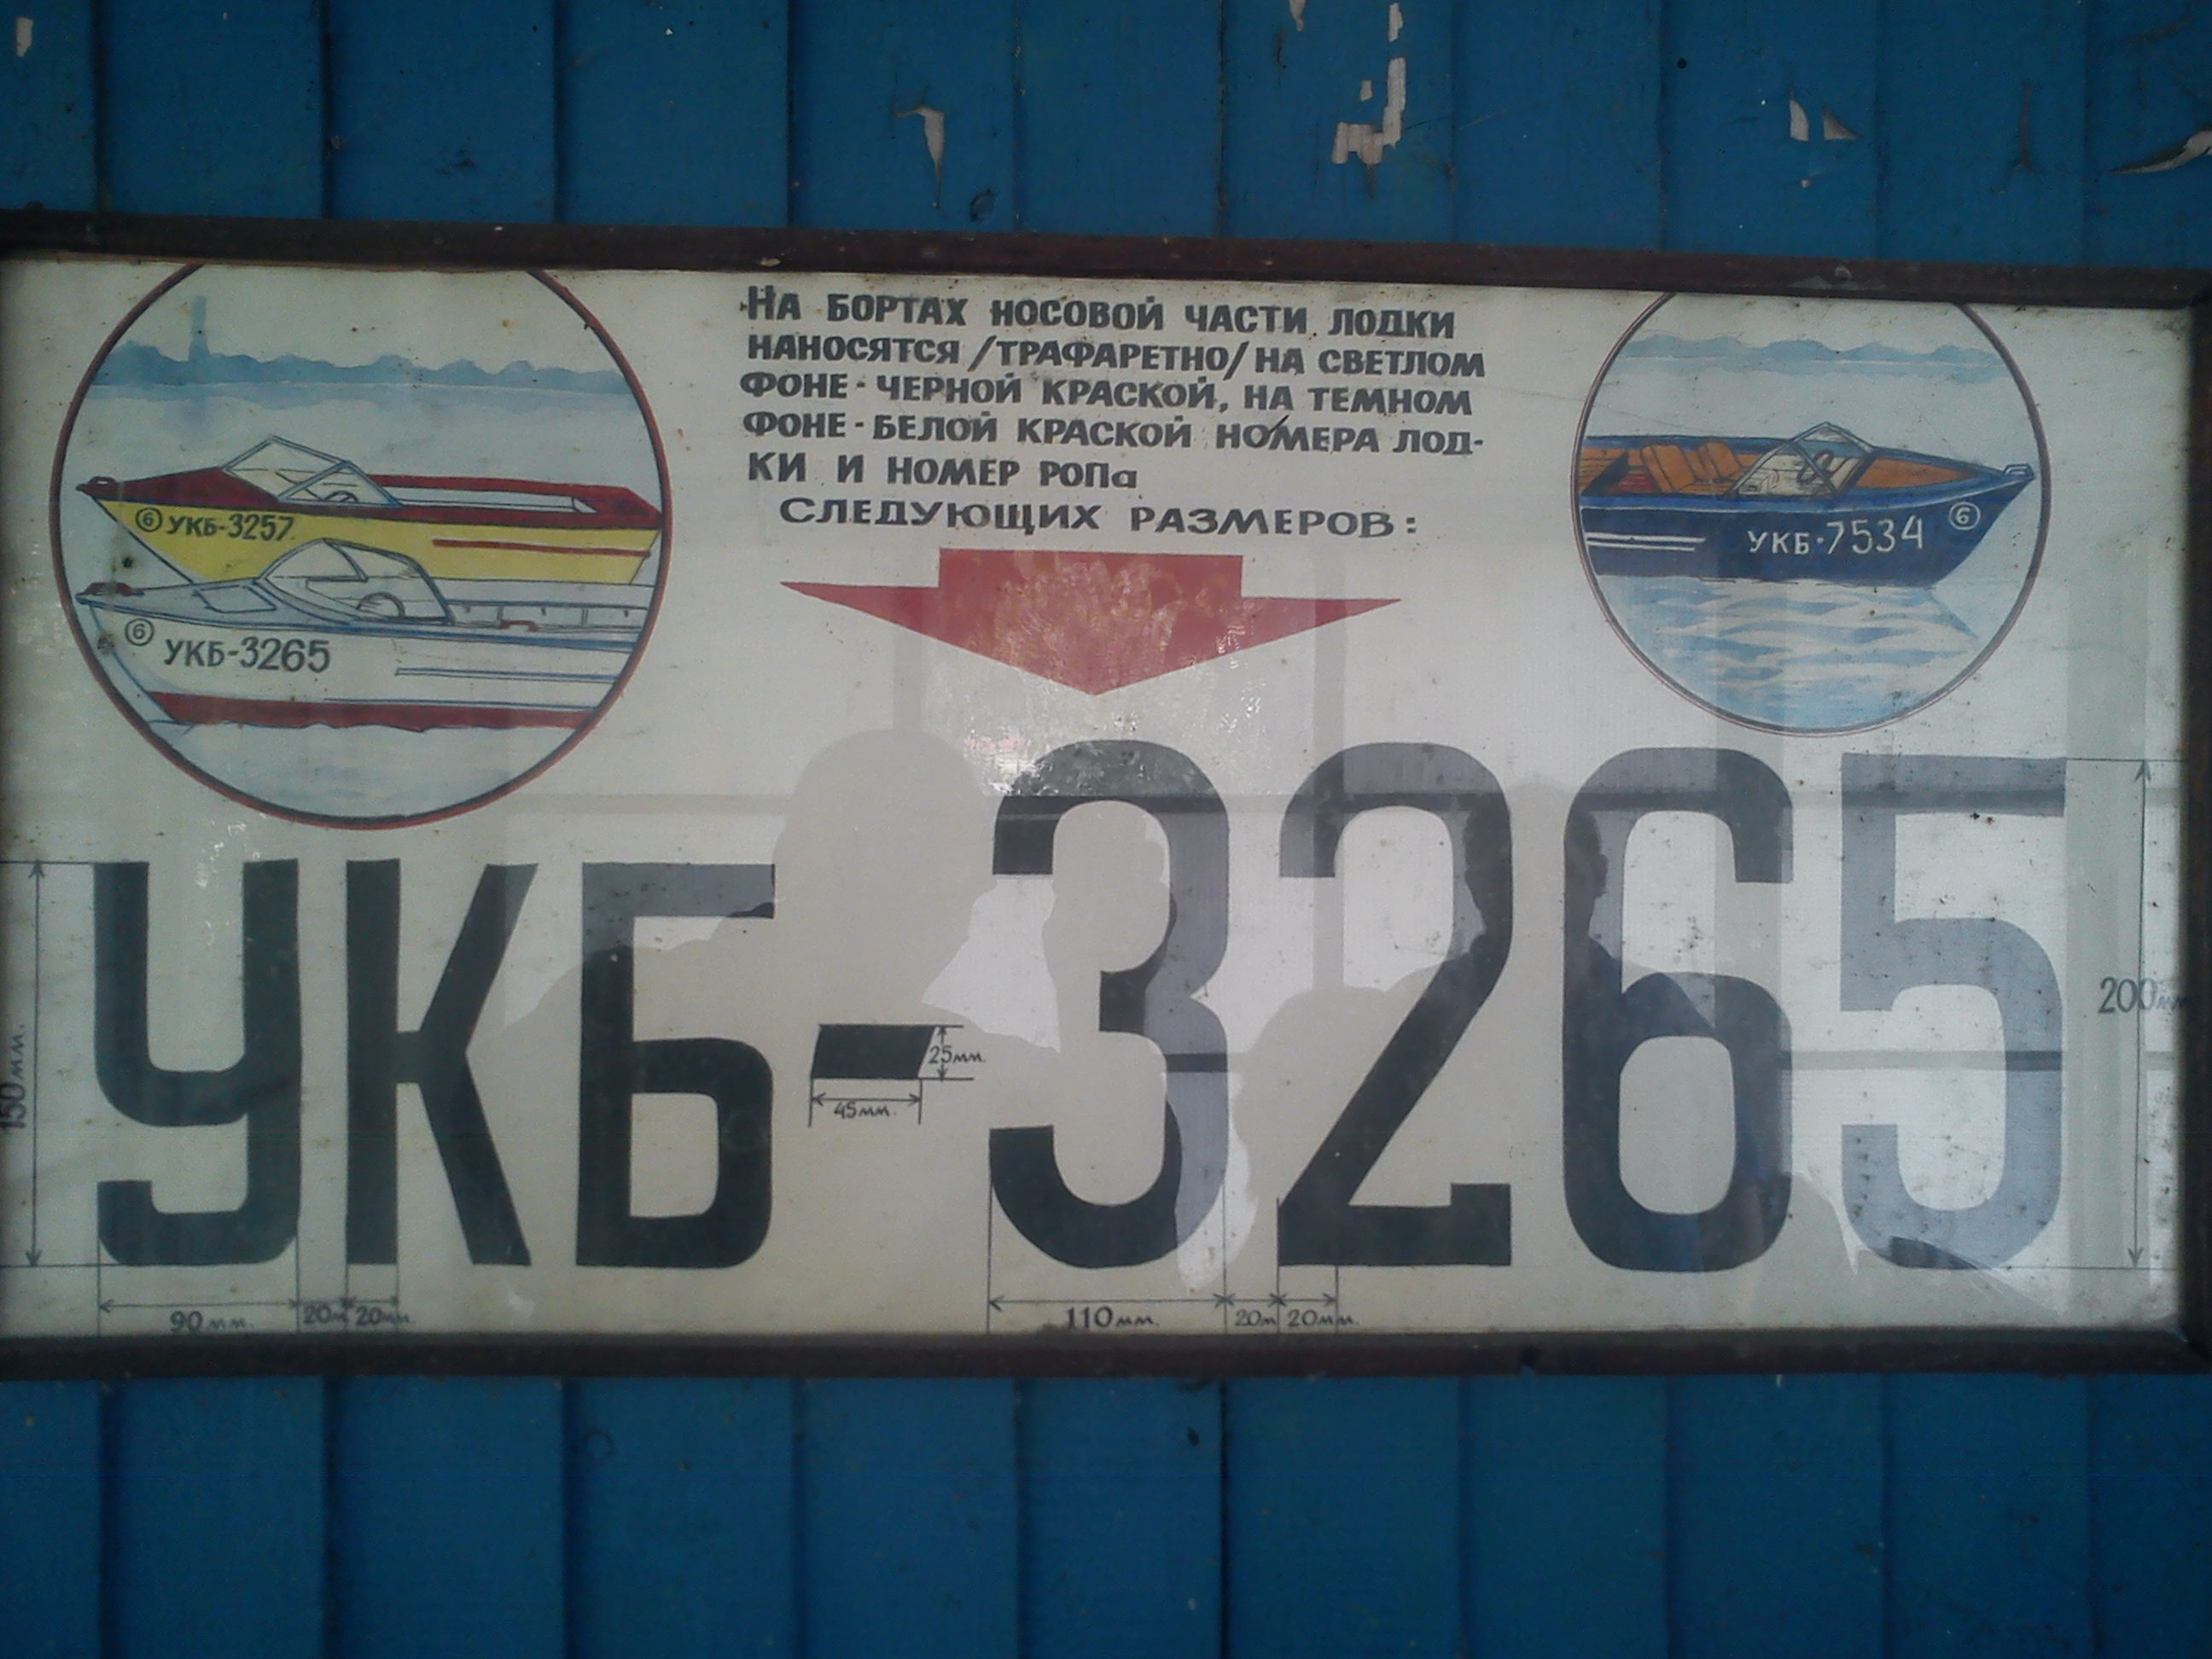 На бортах носовой части лодки
наносятся /трафаретно/ на светлом
фоне - черной краской, на темном
фоне - белой краской номера лод-
ки и номер РОПа
следующих размеров:
6 УКБ-3257
6
УКБ-3265
6
УКБ-7534
УКБ-3265
150мм.
25мм.
45мм.
200мм
90мм.
20м
20мм.
110мм.
20м
20мм.